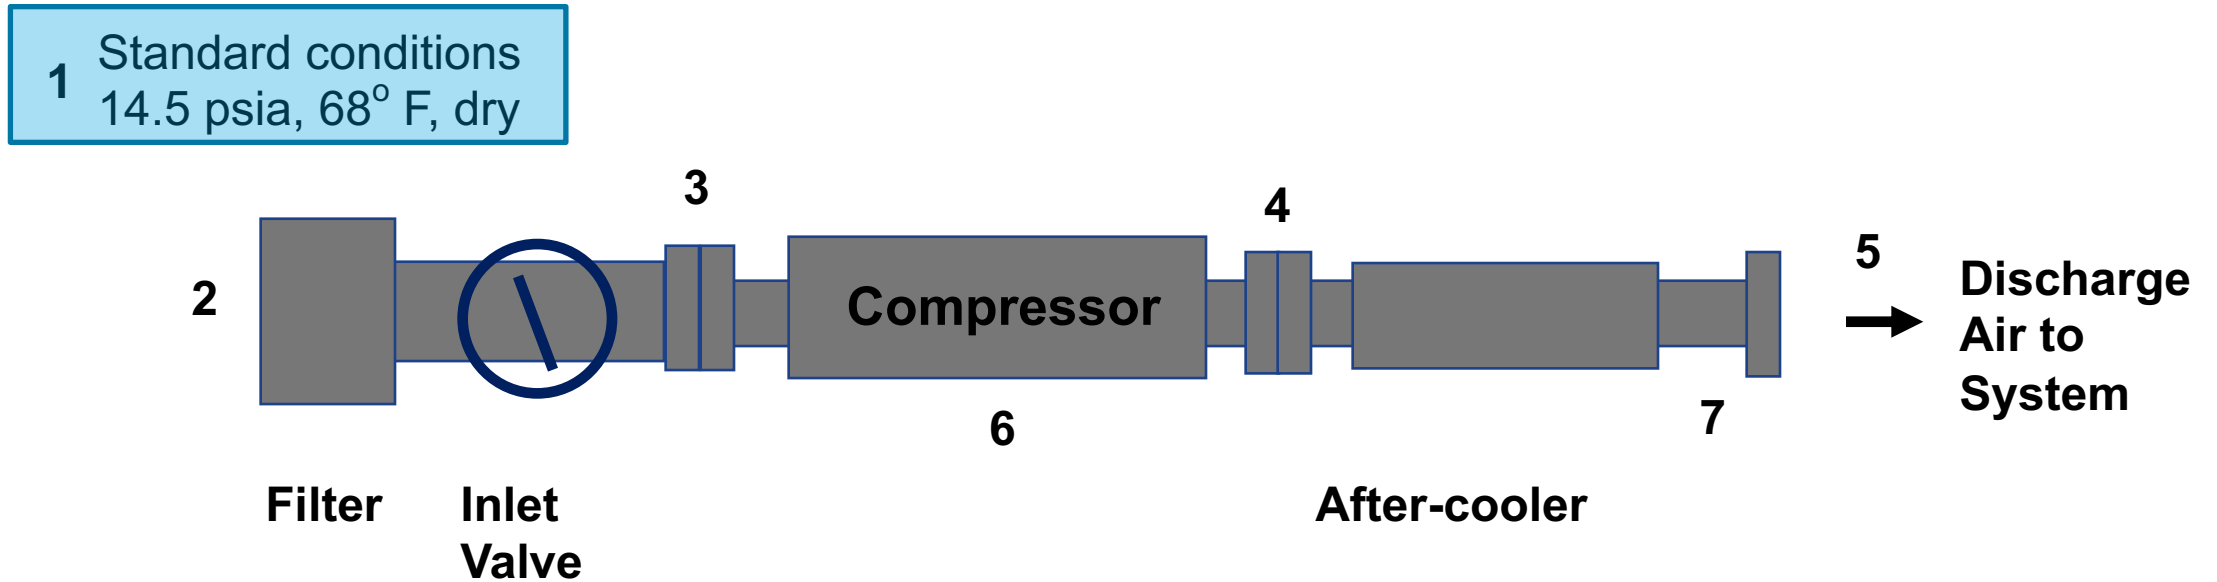 1
Standard conditions
14.5 psia, 68° F, dry
3
4
5
2
Compressor
Discharge
Air to
System
6
7
Filter
Inlet
Valve
After-cooler